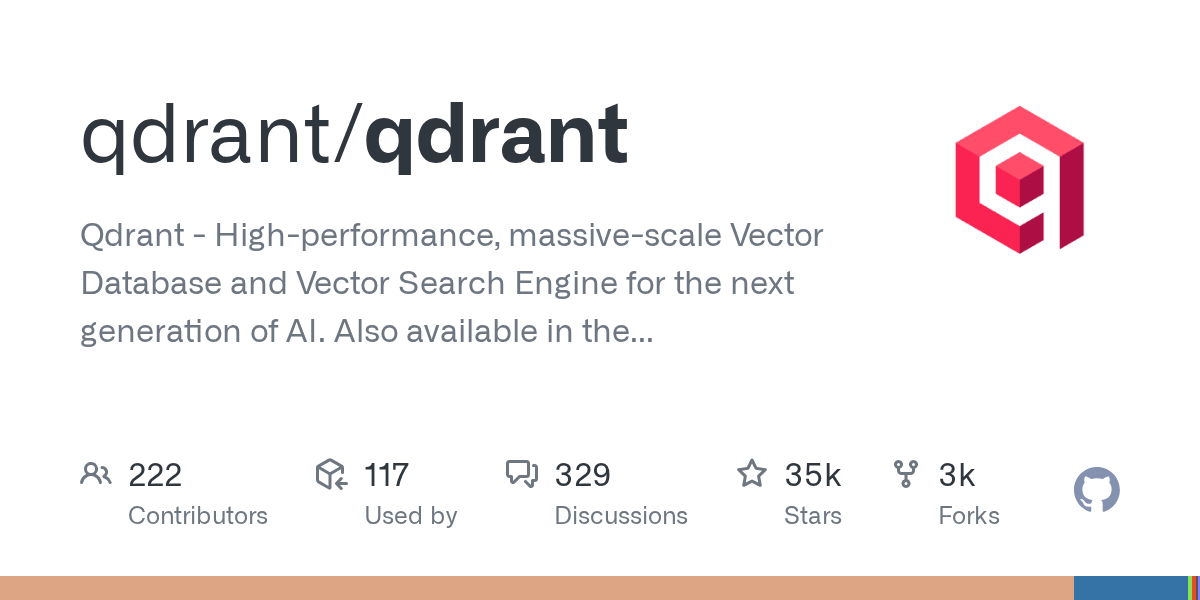 qdrant/qdrant
Qdrant - High-performance, massive-scale Vector
Database and Vector Search Engine for the next
generation of AI. Also available in the...
222 117 329 35k 3k
Contributors Used by Discussions Stars Forks